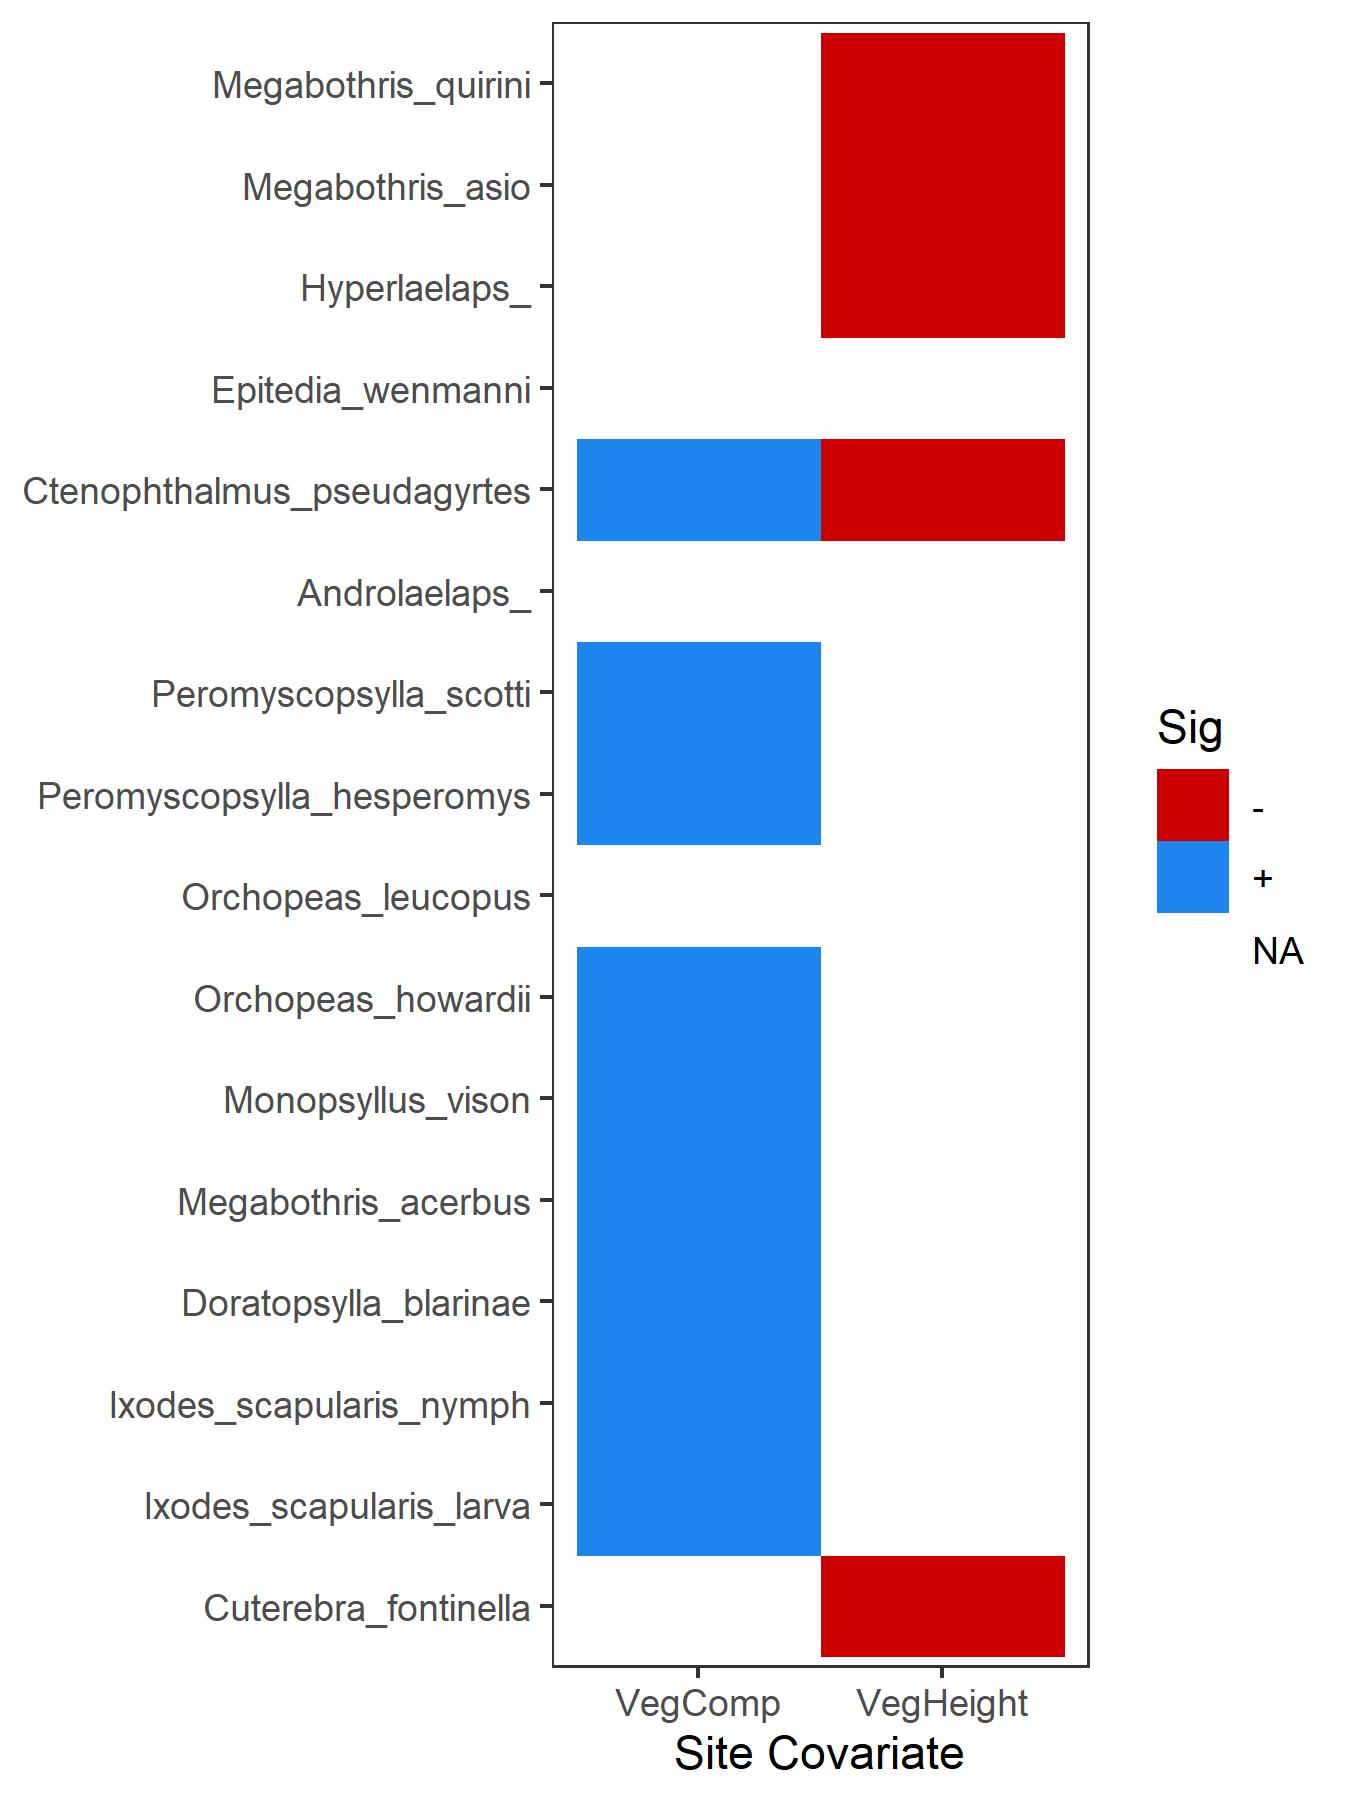 Megabothris_quirini
Megabothris_asio
Hyperlaelaps_
Epitedia_wenmanni
Ctenophthalmus_pseudagyrtes
Androlaelaps_
Peromyscopsylla_scotti
Peromyscopsylla_hesperomys
Orchopeas_leucopus
Orchopeas_howardii
Monopsyllus_vison
Megabothris_acerbus
Doratopsylla_blarinae
Ixodes_scapularis_nymph
Ixodes_scapularis_larva
Cuterebra_fontinella
VegComp VegHeight
Site Covariate
Sig
-
+
NA